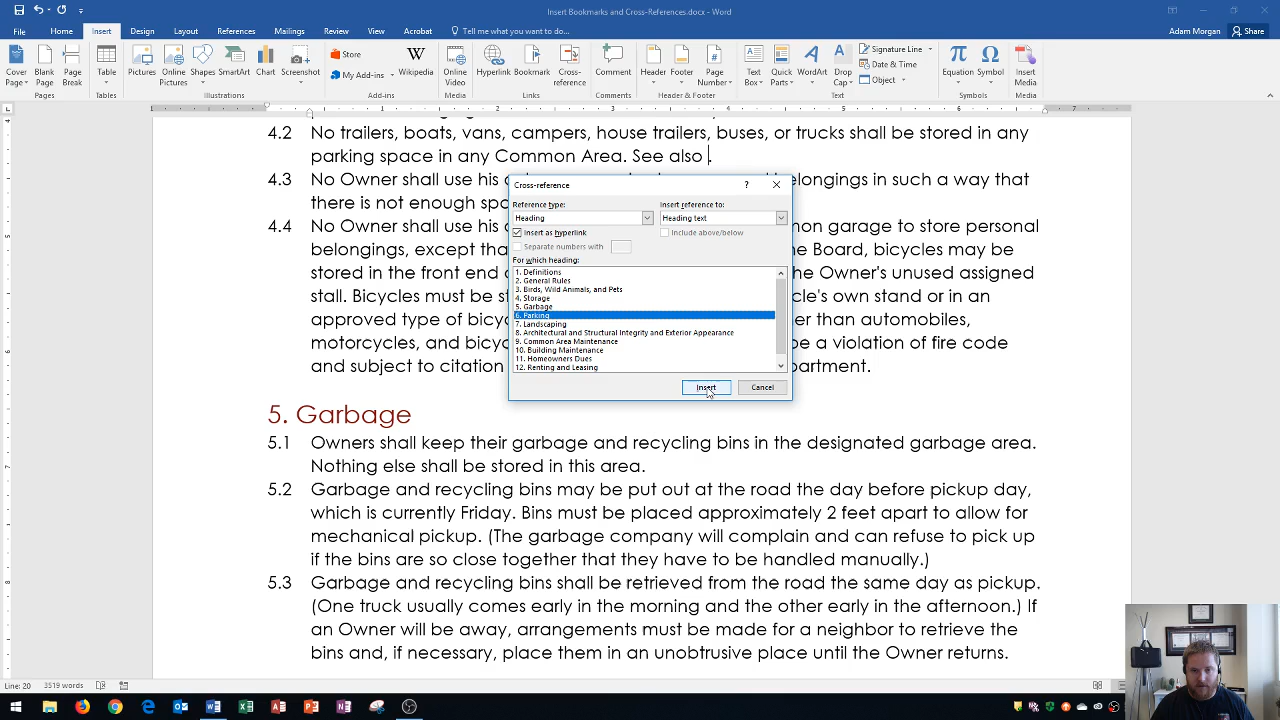 Insert Bookmarks and Cross-References.docx - Word
Adam Morgan
Share
File Home Insert Design Layout References Mailings Review View Acrobat Tell me what you want to do...
Cover Page
Blank Page
Page Break
Pages
Table
Tables
Pictures
Online Pictures
Shapes
SmartArt
Chart
Screenshot
Illustrations
Store
My Add-ins
Wikipedia
Add-ins
Online Video
Media
Hyperlink
Bookmark
Cross-reference
Links
Comment
Comments
Header
Footer
Page Number
Header & Footer
Text Box
Quick Parts
WordArt
Drop Cap
Signature Line
Date & Time
Object
Text
Equation
Symbol
Symbols
Insert Media
Media
4.2 No trailers, boats, vans, campers, house trailers, buses, or trucks shall be stored in any
parking space in any Common Area. See also .
4.3 No Owner shall use his
belongings in such a way that
there is not enough
4.4 No Owner shall use his
garage to store personal
belongings, except
the Board, bicycles may be
stored in the front end
the Owner's unused assigned
stall. Bicycles must be
own stand or in an
approved type of
than automobiles,
motorcycles, and
be a violation of fire code
and subject to citation
Cross-reference
?
Reference type:
Insert reference to:
Heading
Heading text
Insert as hyperlink
Include above/below
Separate numbers with
For which heading:
1. Definitions
2. General Rules
3. Birds, Wild Animals, and Pets
4. Storage
5. Garbage
6. Parking
7. Landscaping
8. Architectural and Structural Integrity and Exterior Appearance
9. Common Area Maintenance
10. Building Maintenance
11. Homeowners Dues
12. Renting and Leasing
Insert
Cancel
5. Garbage
5.1 Owners shall keep their garbage and recycling bins in the designated garbage area.
Nothing else shall be stored in this area.
5.2 Garbage and recycling bins may be put out at the road the day before pickup day,
which is currently Friday. Bins must be placed approximately 2 feet apart to allow for
mechanical pickup. (The garbage company will complain and can refuse to pick up
if the bins are so close together that they have to be handled manually.)
5.3 Garbage and recycling bins shall be retrieved from the road the same day as pickup.
(One truck usually comes early in the morning and the other early in the afternoon.) If
an Owner will be away, arrangements must be made for a neighbor to retrieve the
bins and, if necessary, place them in an unobtrusive place until the Owner returns.
Line: 20 3519 words